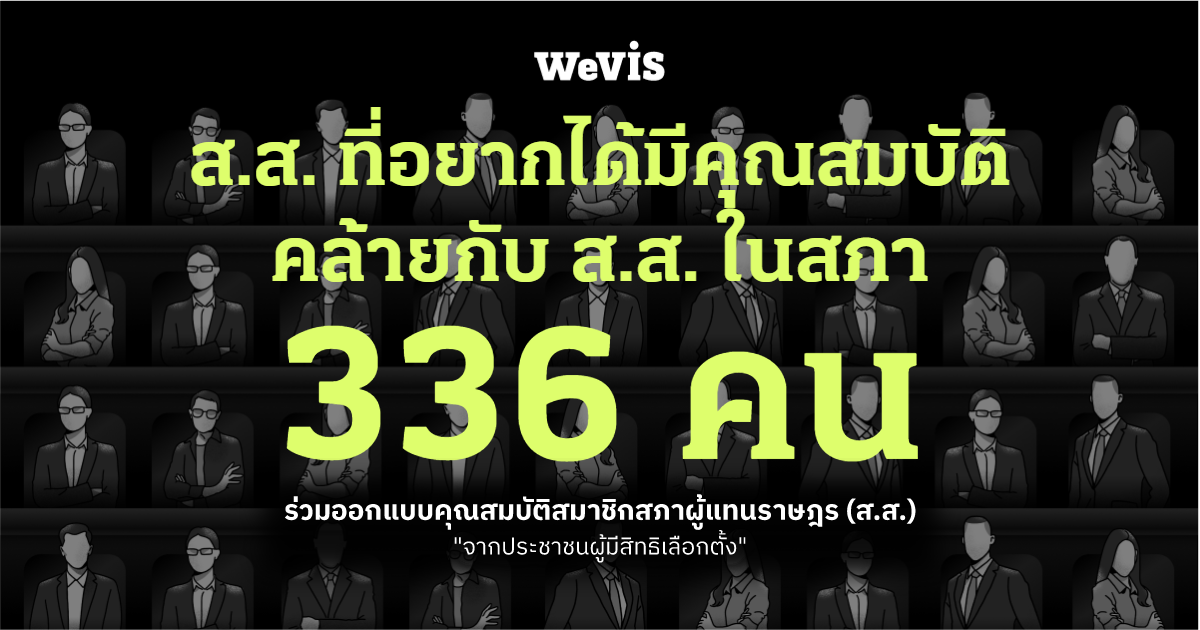 WeVIS
ส.ส. ที่อยากได้มีคุณสมบัติ
คล้ายกับ ส.ส. ในสภา
336 คน
ร่วมออกแบบคุณสมบัติสมาชิกสภาผู้แทนราษฎร (ส.ส.)
"จากประชาชนผู้มีสิทธิเลือกตั้ง"